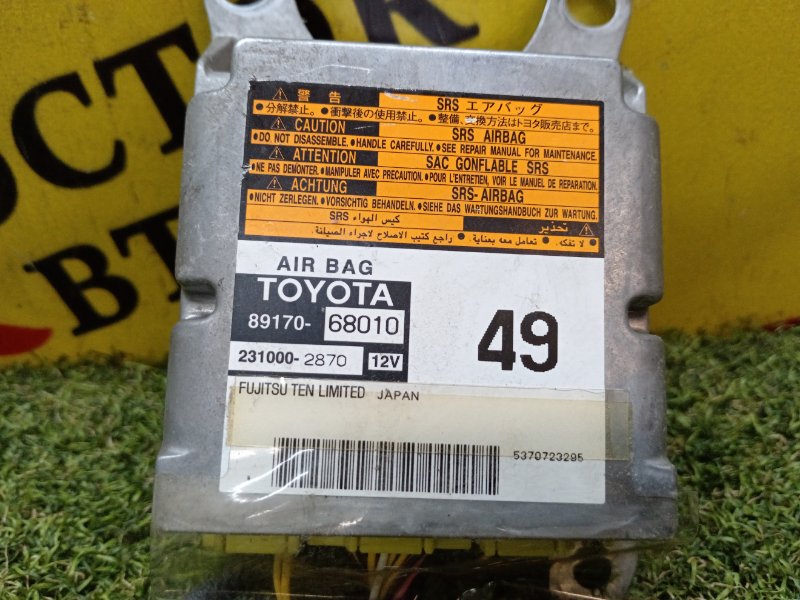 ОСТОК
ВТ
⚠ 警告 SRS エアバッグ
●分解禁止。●衝撃後の使用禁止。●整備、交換方法はトヨタ販売店まで。
⚠ CAUTION SRS AIRBAG
●DO NOT DISASSEMBLE.●HANDLE CAREFULLY.●SEE REPAIR MANUAL FOR MAINTENANCE.
⚠ ATTENTION SAC GONFLABLE SRS
●NE PAS DEMONTER.●MANIPULER AVEC PRECAUTION.●POUR L'ENTRETIEN, VOIR LE MANUEL DE REPARATION.
⚠ ACHTUNG SRS-AIRBAG
●NICHT ZERLEGEN.●VORSICHTIG BEHANDELN.●SIEHE DAS WARTUNGSHANDBUCH ZUR WARTUNG.
⚠ تحذير كيس الهواء SRS
● لا تفكه. ● تعامل معه بعناية. ● راجع كتيب الاصلاح لاجراء الصيانة.
AIR BAG
TOYOTA
89170-68010
49
231000-2870 12V
FUJITSU TEN LIMITED JAPAN
5370723295